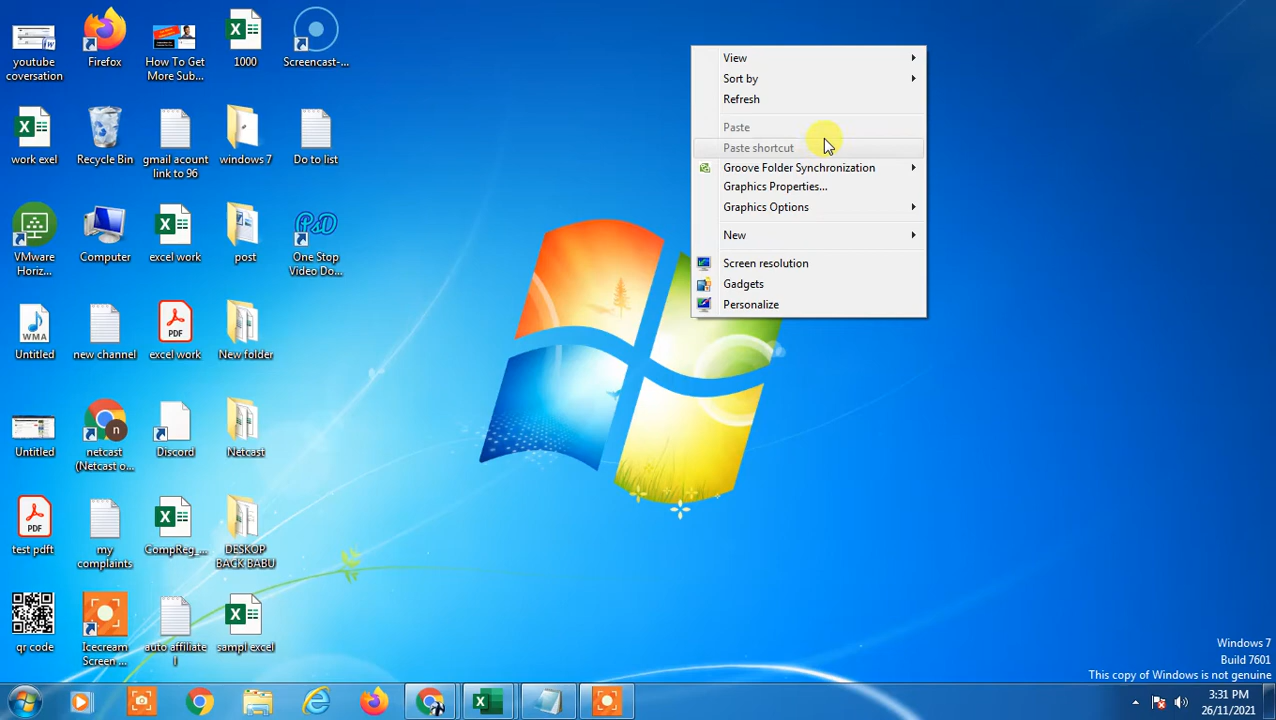 youtube
coversation
Firefox
How To Get
More Sub...
1000
Screencast-...
work exel
Recycle Bin
gmail acount
link to 96
windows 7
Do to list
VMware
Horiz...
Computer
excel work
post
PSD
One Stop
Video Do...
WMA
Untitled
new channel
PDF
excel work
New folder
n
Untitled
netcast
(Netcast o...
Discord
Netcast
PDF
test pdft
my
complaints
CompReg_...
DESKOP
BACK BABU
qr code
Icecream
Screen ...
auto affiliate
l
sampl excel
View
Sort by
Refresh
Paste
Paste shortcut
Groove Folder Synchronization
Graphics Properties...
Graphics Options
New
Screen resolution
Gadgets
Personalize
Windows 7
Build 7601
This copy of Windows is not genuine
3:31 PM
26/11/2021